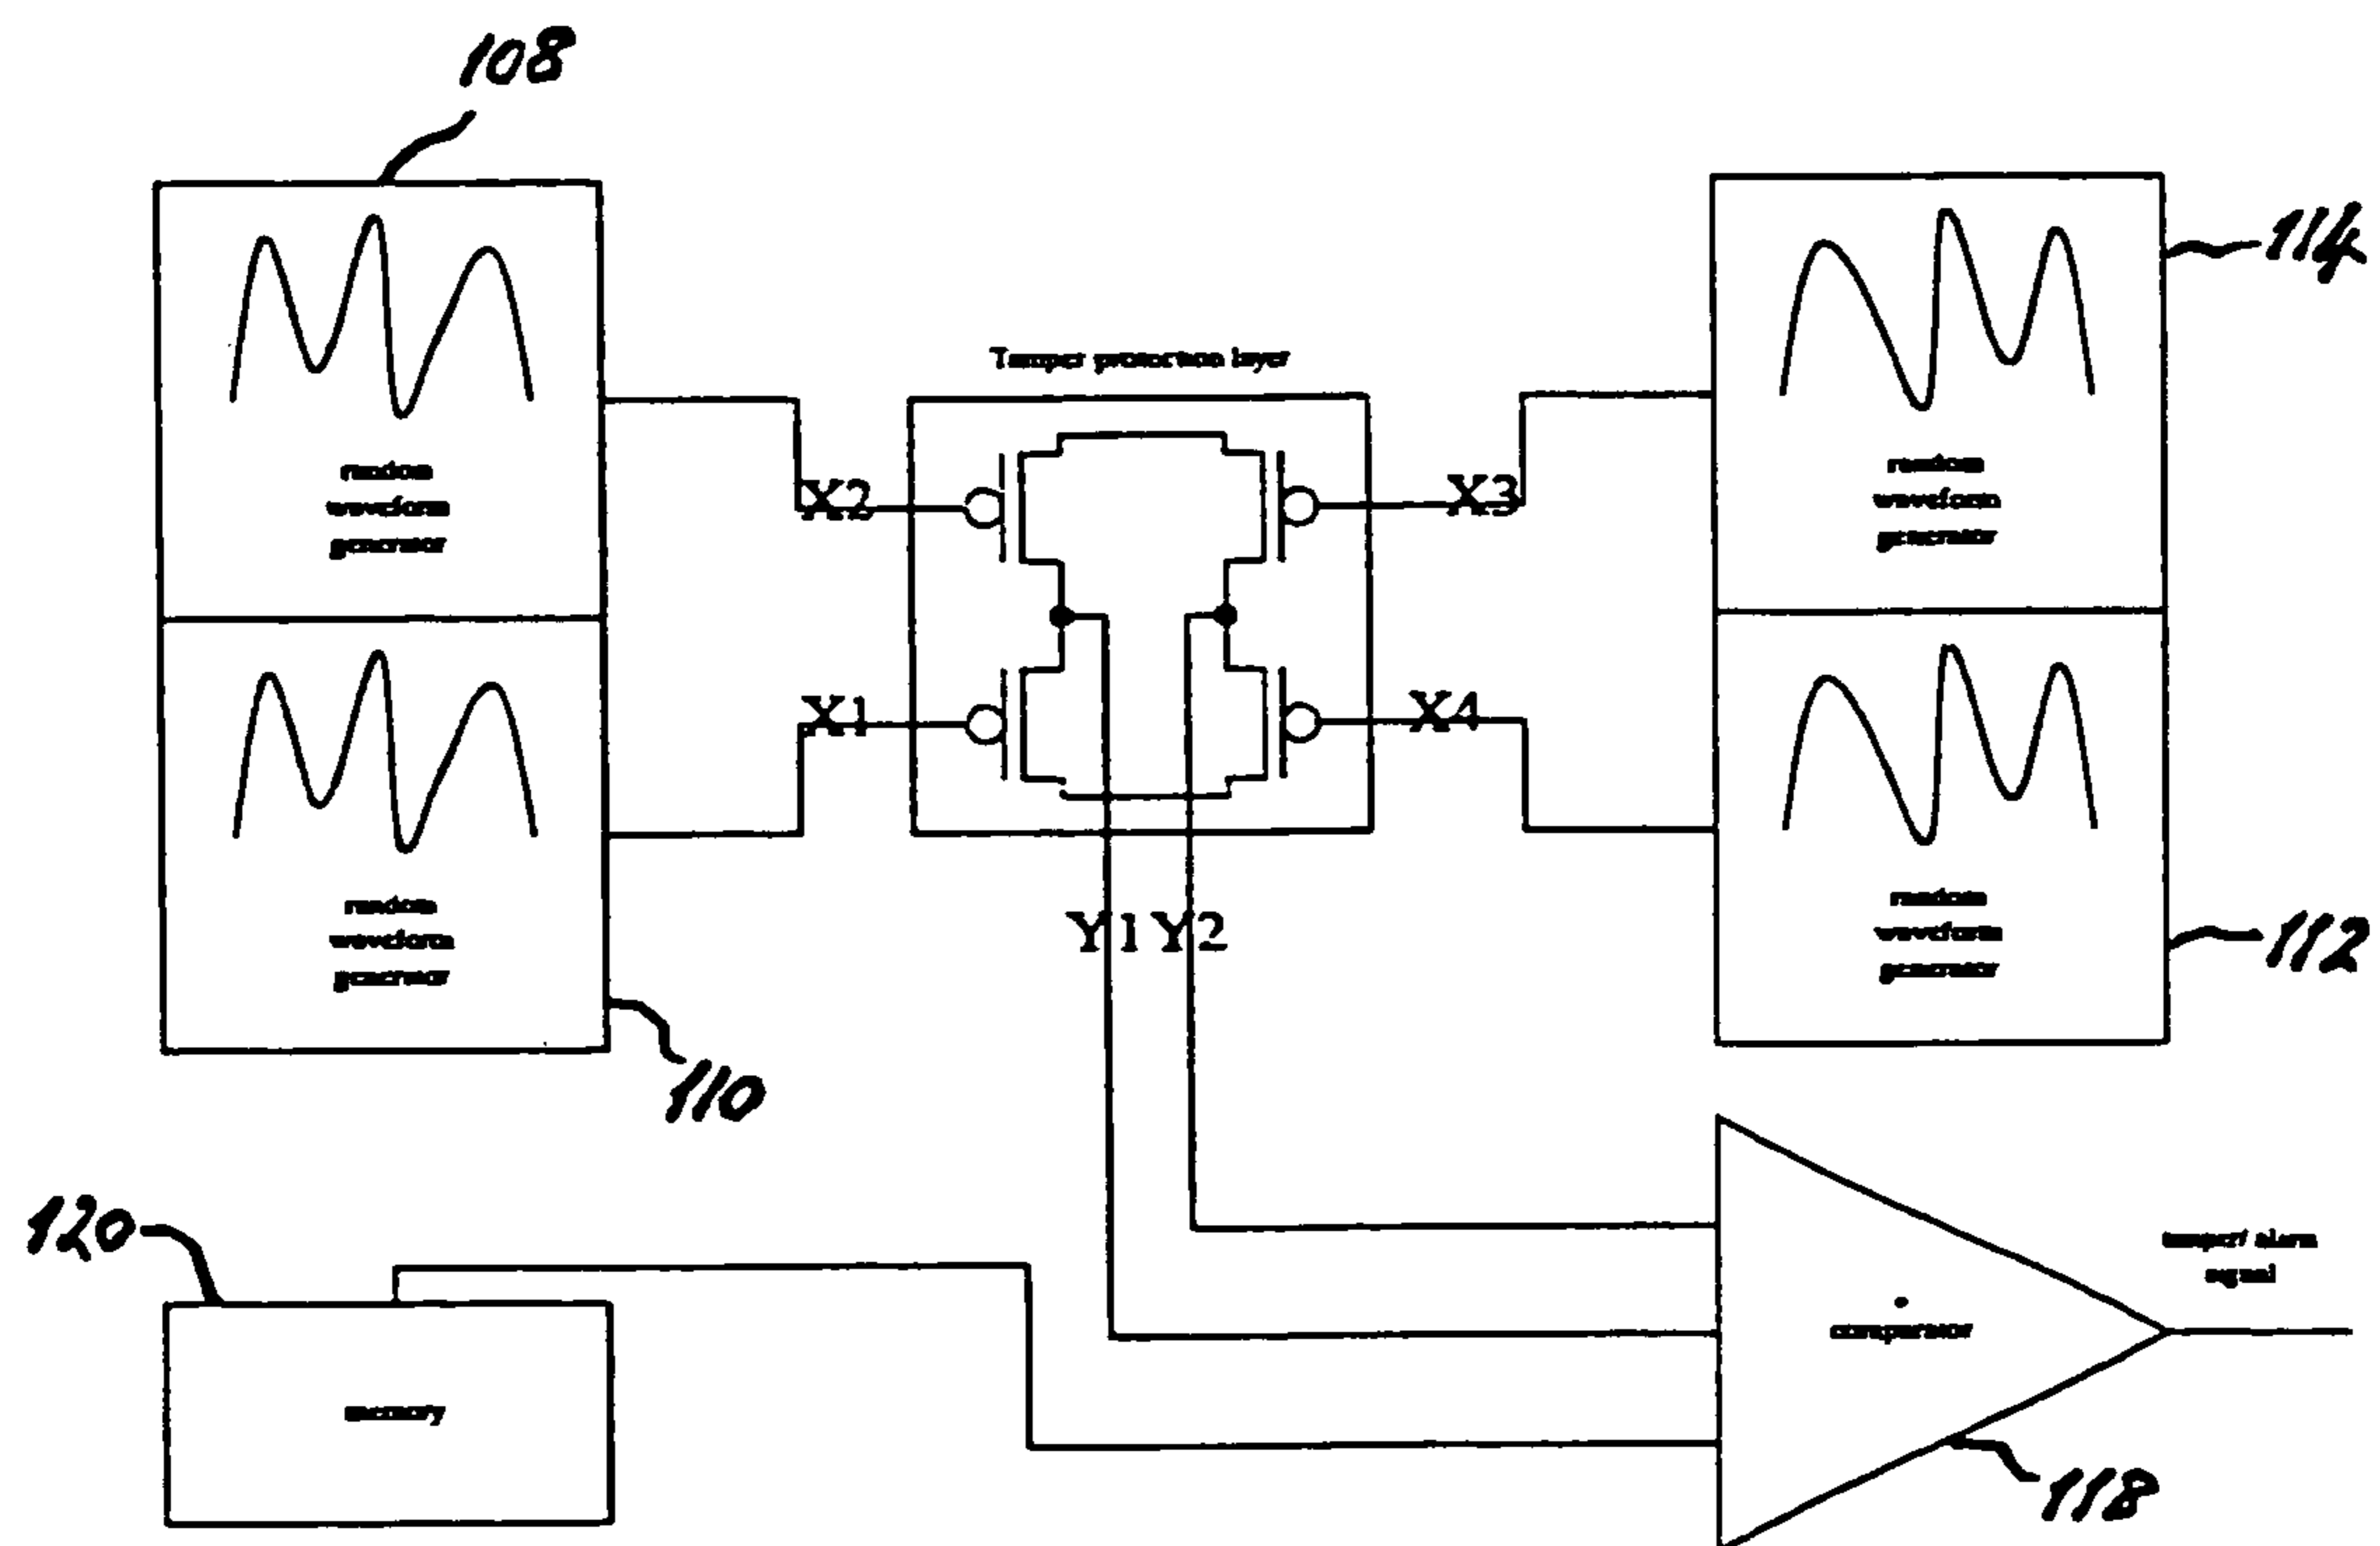 108
114
Tamper protection layer
random
waveform
generator
random
waveform
generator
X2
X3
X1
X4
random
waveform
generator
random
waveform
generator
Y1 Y2
112
110
120
tamper/ alarm
signal
comparator
memory
118